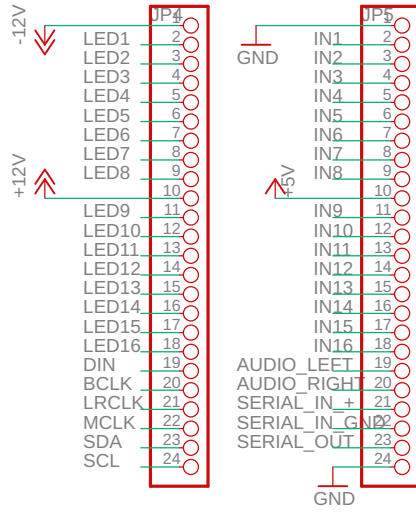 -12V
JP4
1
LED1 2
LED2 3
LED3 4
LED4 5
LED5 6
LED6 7
LED7 8
LED8 9
+12V
10
LED9 11
LED10 12
LED11 13
LED12 14
LED13 15
LED14 16
LED15 17
LED16 18
DIN 19
BCLK 20
LRCLK 21
MCLK 22
SDA 23
SCL 24
JP5
1
GND
IN1 2
IN2 3
IN3 4
IN4 5
IN5 6
IN6 7
IN7 8
IN8 9
+5V
10
IN9 11
IN10 12
IN11 13
IN12 14
IN13 15
IN14 16
IN15 17
IN16 18
AUDIO_LEFT 19
AUDIO_RIGHT 20
SERIAL_IN_+ 21
SERIAL_IN_GND 22
SERIAL_OUT 23
24
GND